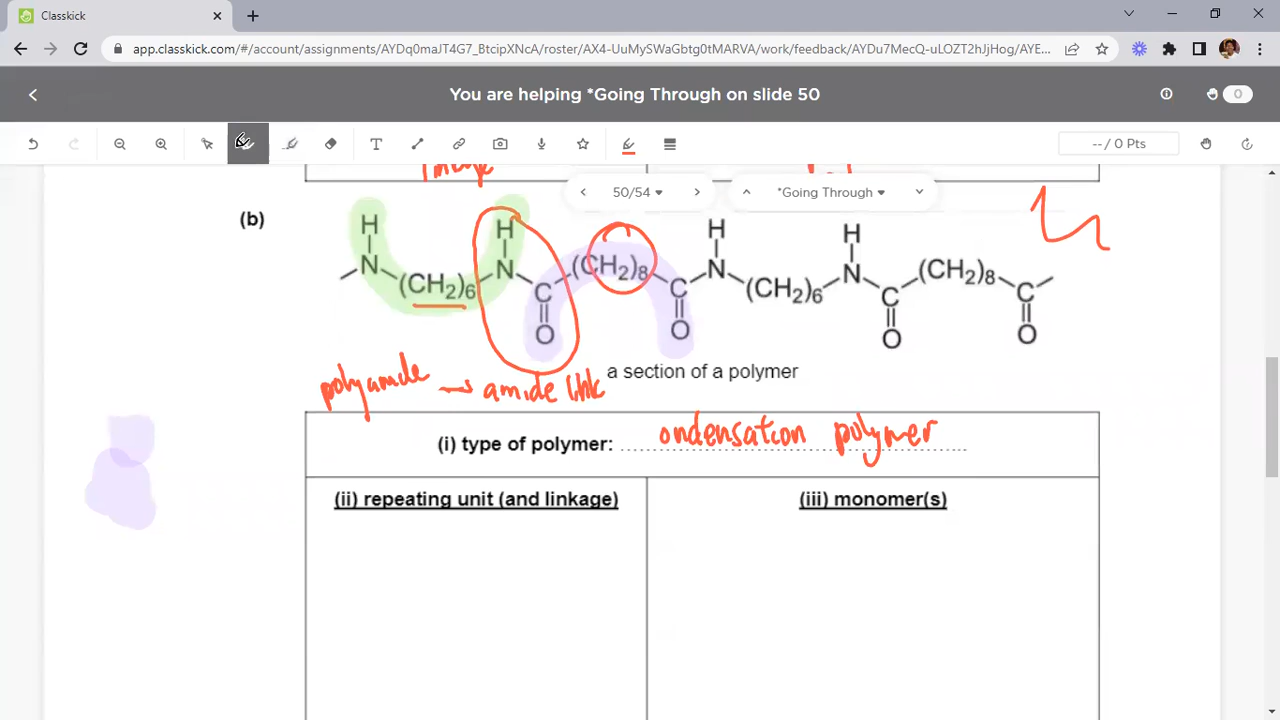 Classkick
app.classkick.com/#/account/assignments/AYDq0maJT4G7_BtcipXNcA/roster/AX4-UuMySWaGbtg0tMARVA/work/feedback/AYDu7MecQ-uLOZT2hJjHog/AYE...
You are helping *Going Through on slide 50
0
T
-- / 0 Pts
50/54
*Going Through
(b)
H H H H
N (CH2)6 N C (CH2)8 C N (CH2)6 N C (CH2)8 C
O O O O
a section of a polymer
polyamide → amide link
(i) type of polymer: ondensation polymer
(ii) repeating unit (and linkage)
(iii) monomer(s)